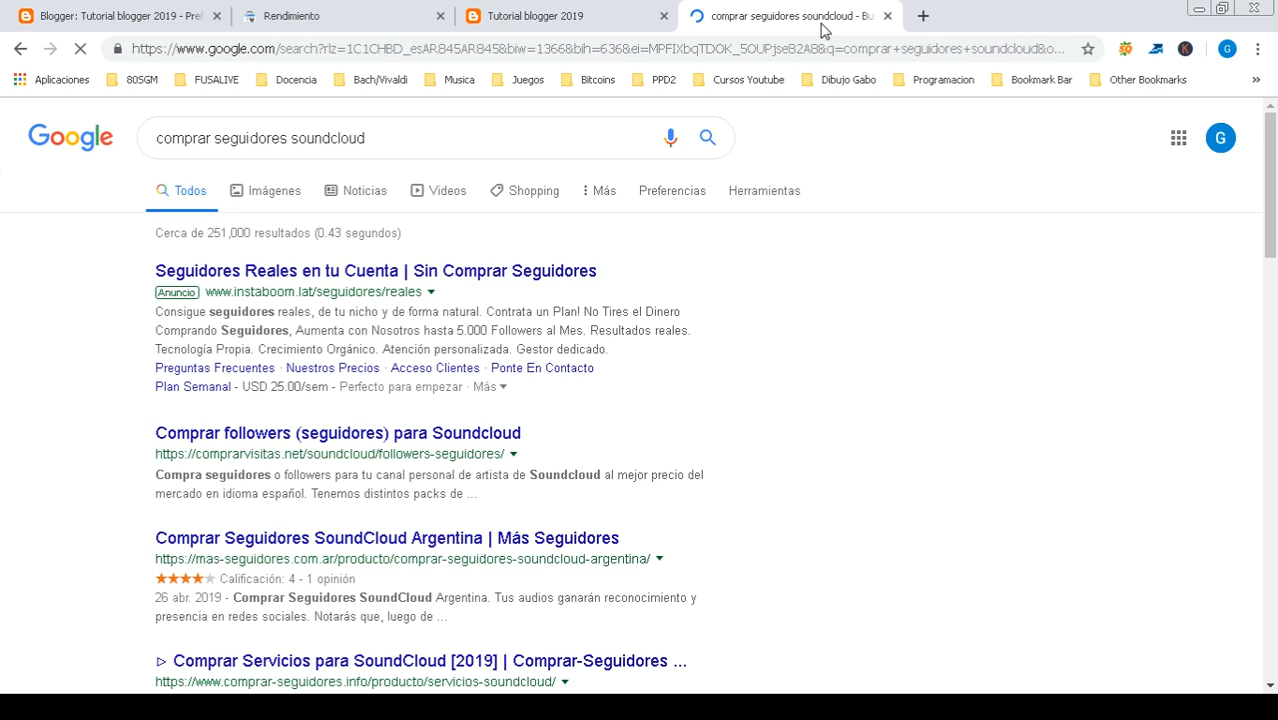 Blogger: Tutorial blogger 2019 - Pref
Rendimiento
Tutorial blogger 2019
comprar seguidores soundcloud - Bus
https://www.google.com/search?rlz=1C1CHBD_esAR845AR845&biw=1366&bih=636&ei=MPFIXbqTDOK_5OUPjseB2A8&q=comprar+seguidores+soundcloud&o...
G
Aplicaciones
80SGM
FUSALIVE
Docencia
Bach/Vivaldi
Musica
Juegos
Bitcoins
PPD2
Cursos Youtube
Dibujo Gabo
Programacion
Bookmark Bar
Other Bookmarks
Google
comprar seguidores soundcloud
G
Todos
Imágenes
Noticias
Videos
Shopping
Más
Preferencias
Herramientas
Cerca de 251,000 resultados (0.43 segundos)
Seguidores Reales en tu Cuenta | Sin Comprar Seguidores
Anuncio www.instaboom.lat/seguidores/reales
Consigue seguidores reales, de tu nicho y de forma natural. Contrata un Plan! No Tires el Dinero
Comprando Seguidores, Aumenta con Nosotros hasta 5.000 Followers al Mes. Resultados reales.
Tecnología Propia. Crecimiento Orgánico. Atención personalizada. Gestor dedicado.
Preguntas Frecuentes · Nuestros Precios · Acceso Clientes · Ponte En Contacto
Plan Semanal - USD 25.00/sem - Perfecto para empezar · Más ▾
Comprar followers (seguidores) para Soundcloud
https://comprarvisitas.net/soundcloud/followers-seguidores/
Compra seguidores o followers para tu canal personal de artista de Soundcloud al mejor precio del
mercado en idioma español. Tenemos distintos packs de ...
Comprar Seguidores SoundCloud Argentina | Más Seguidores
https://mas-seguidores.com.ar/producto/comprar-seguidores-soundcloud-argentina/
Calificación: 4 - 1 opinión
26 abr. 2019 - Comprar Seguidores SoundCloud Argentina. Tus audios ganarán reconocimiento y
presencia en redes sociales. Notarás que, luego de ...
▷ Comprar Servicios para SoundCloud [2019] | Comprar-Seguidores ...
https://www.comprar-seguidores.info/producto/servicios-soundcloud/